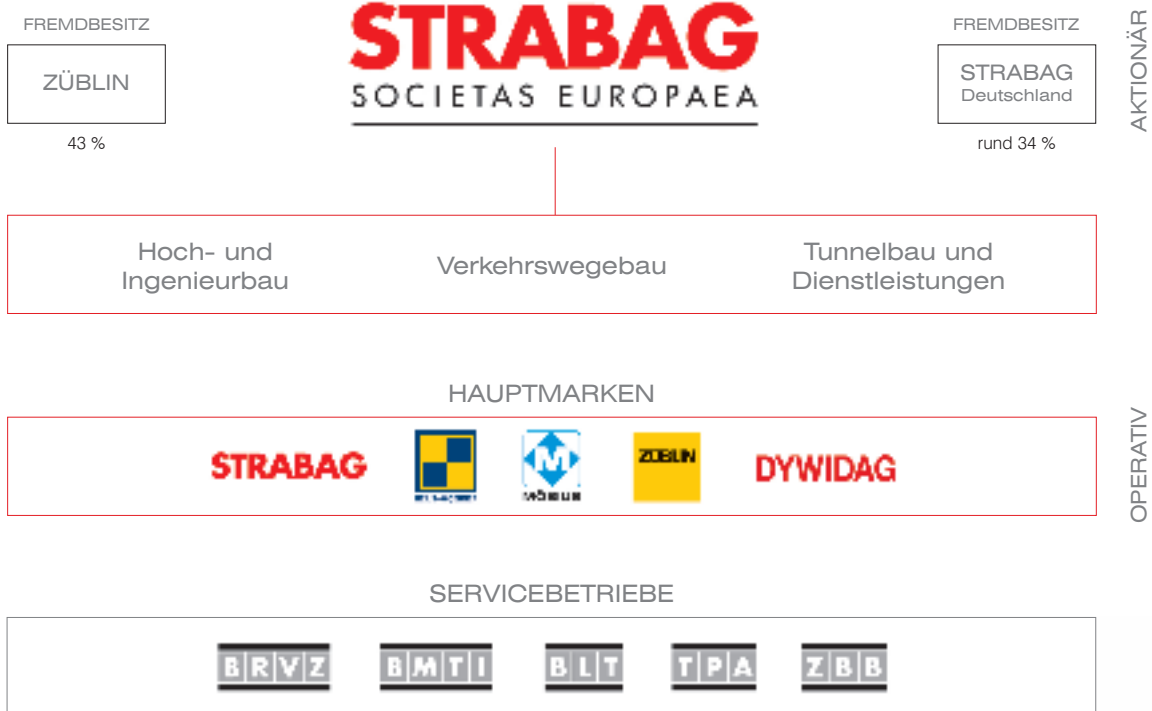 FREMDBESITZ
ZÜBLIN
43 %
STRABAG
SOCIETAS EUROPAEA
FREMDBESITZ
STRABAG
Deutschland
rund 34 %
AKTIONÄR
Hoch- und
Ingenieurbau
Verkehrswegebau
Tunnelbau und
Dienstleistungen
HAUPTMARKEN
STRABAG
MÖBIUS
ZÜBLIN
DYWIDAG
OPERATIV
SERVICEBETRIEBE
BRVZ
BMTI
BLT
TPA
ZBB